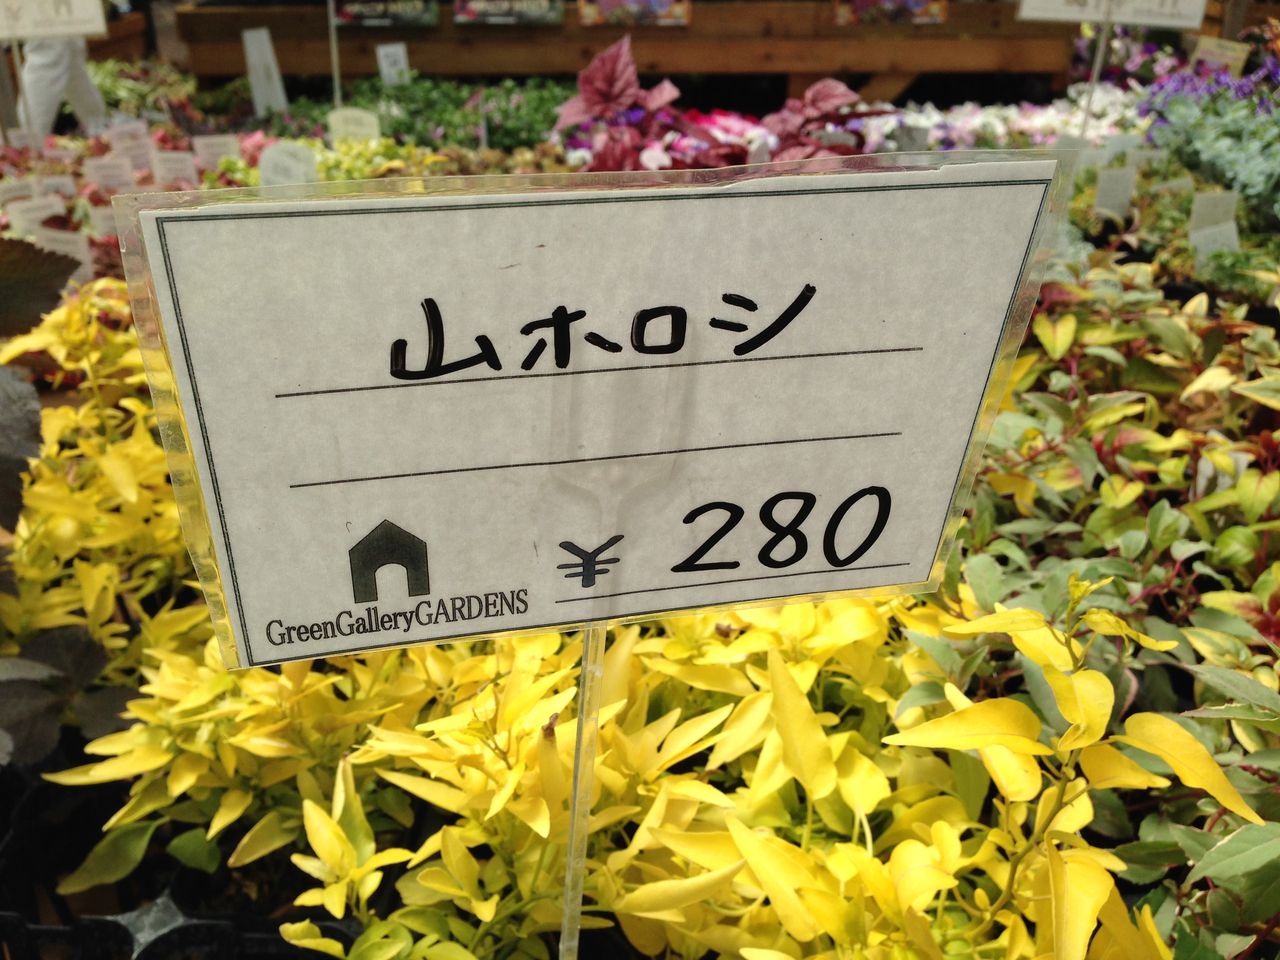 山ホロシ
¥ 280
GreenGalleryGARDENS